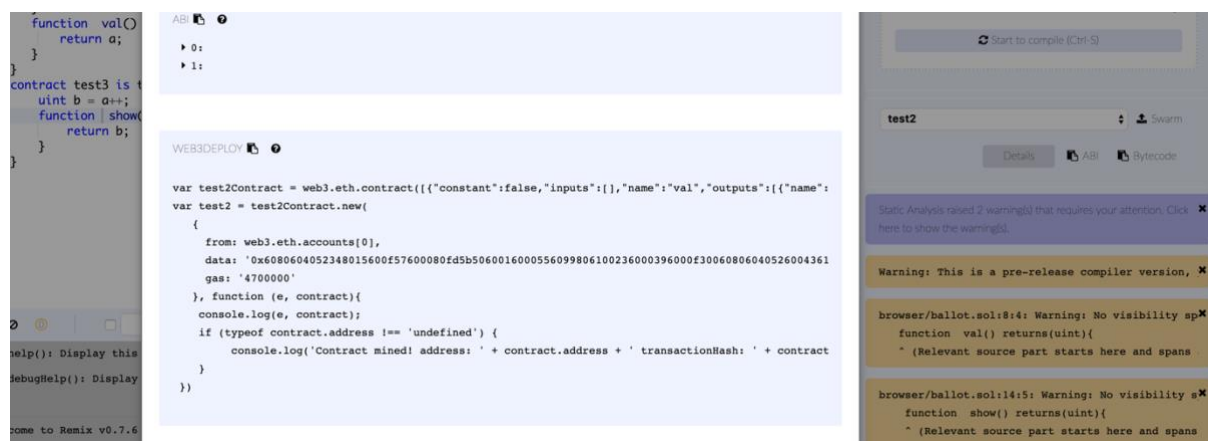 function val()
return a;
}
}
contract test3 is t
uint b = a++;
function show(
return b;
}
}
help(): Display this
debugHelp(): Display
come to Remix v0.7.6
ABI
0:
1:
WEB3DEPLOY
var test2Contract = web3.eth.contract([{"constant":false,"inputs":[],"name":"val","outputs":[{"name":
var test2 = test2Contract.new(
{
from: web3.eth.accounts[0],
data: '0x6080604052348015600f57600080fd5b506001600055609980610023600039600​0f30060806040526004361
gas: '4700000'
}, function (e, contract){
console.log(e, contract);
if (typeof contract.address !== 'undefined') {
console.log('Contract mined! address: ' + contract.address + ' transactionHash: ' + contract
}
})
Start to compile (Ctrl-S)
test2
Swarm
Details ABI Bytecode
Static Analysis raised 2 warning(s) that requires your attention. Click
here to show the warning(s).
Warning: This is a pre-release compiler version,
browser/ballot.sol:8:4: Warning: No visibility sp
function val() returns(uint){
^ (Relevant source part starts here and spans
browser/ballot.sol:14:5: Warning: No visibility s
function show() returns(uint){
^ (Relevant source part starts here and spans